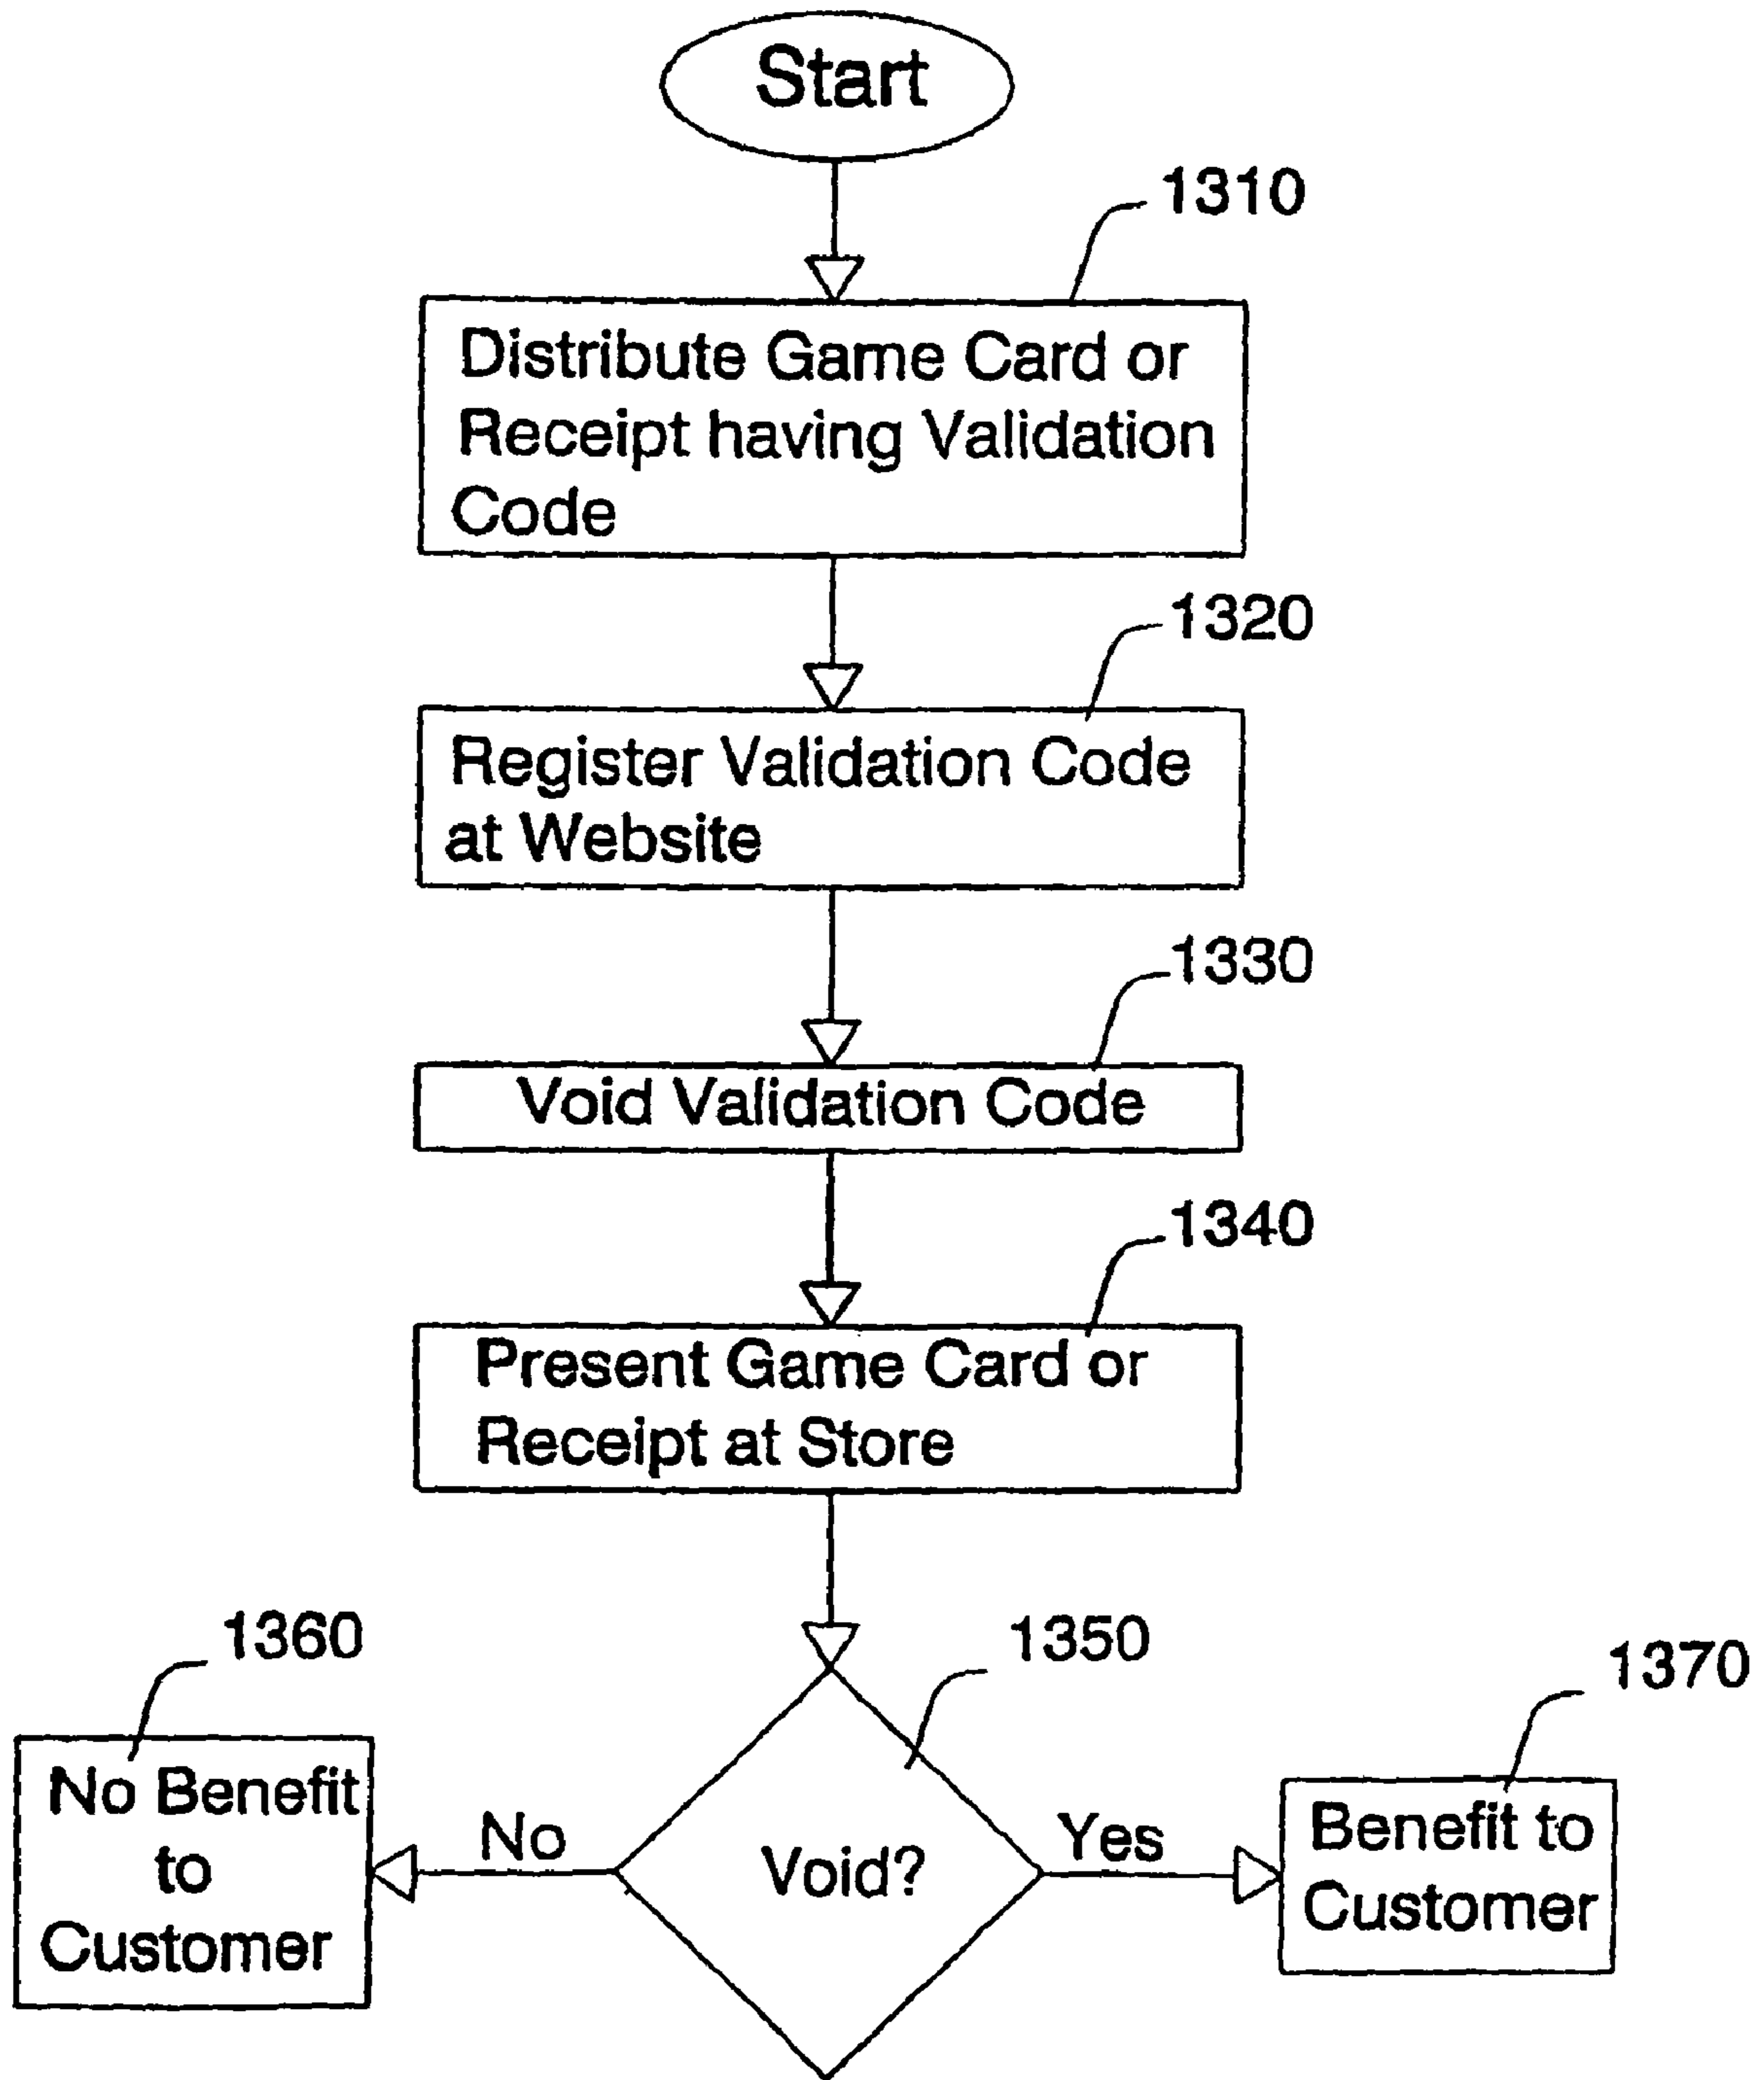 Start
1310
Distribute Game Card or
Receipt having Validation
Code
1320
Register Validation Code
at Website
1330
Void Validation Code
1340
Present Game Card or
Receipt at Store
1360
1350
1370
No Benefit
to
Customer
No
Void?
Yes
Benefit to
Customer